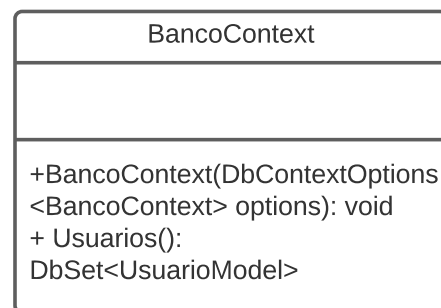 BancoContext
+BancoContext(DbContextOptions
<BancoContext> options): void
+ Usuarios():
DbSet<UsuarioModel>